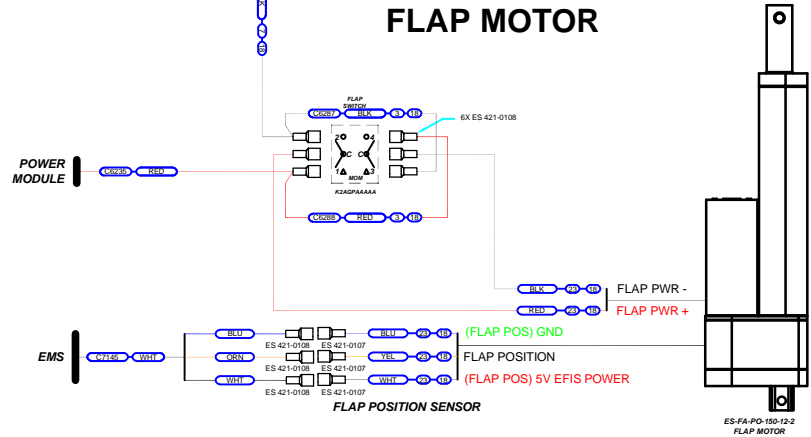 FLAP MOTOR
K
7
18
FLAP
SWITCH
C6287 BLK 3 18
6X ES 421-0108
2 4
C C
1 3
MOM
K2AGPAAAAA
POWER
MODULE
C6235 RED
C6288 RED 3 18
BLK 23 18 FLAP PWR -
RED 23 18 FLAP PWR +
BLU BLU 23 18 (FLAP POS) GND
ES 421-0108 ES 421-0107
EMS C7145 WHT ORN YEL 23 18 FLAP POSITION
ES 421-0108 ES 421-0107
WHT WHT 23 18 (FLAP POS) 5V EFIS POWER
ES 421-0108 ES 421-0107
FLAP POSITION SENSOR
ES-FA-PO-150-12-2
FLAP MOTOR